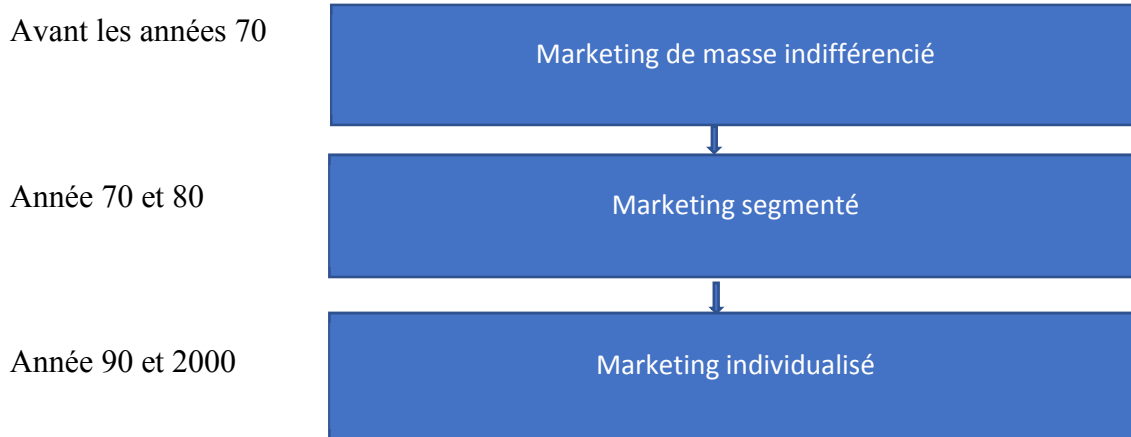 Avant les années 70
Marketing de masse indifférencié
Année 70 et 80
Marketing segmenté
Année 90 et 2000
Marketing individualisé